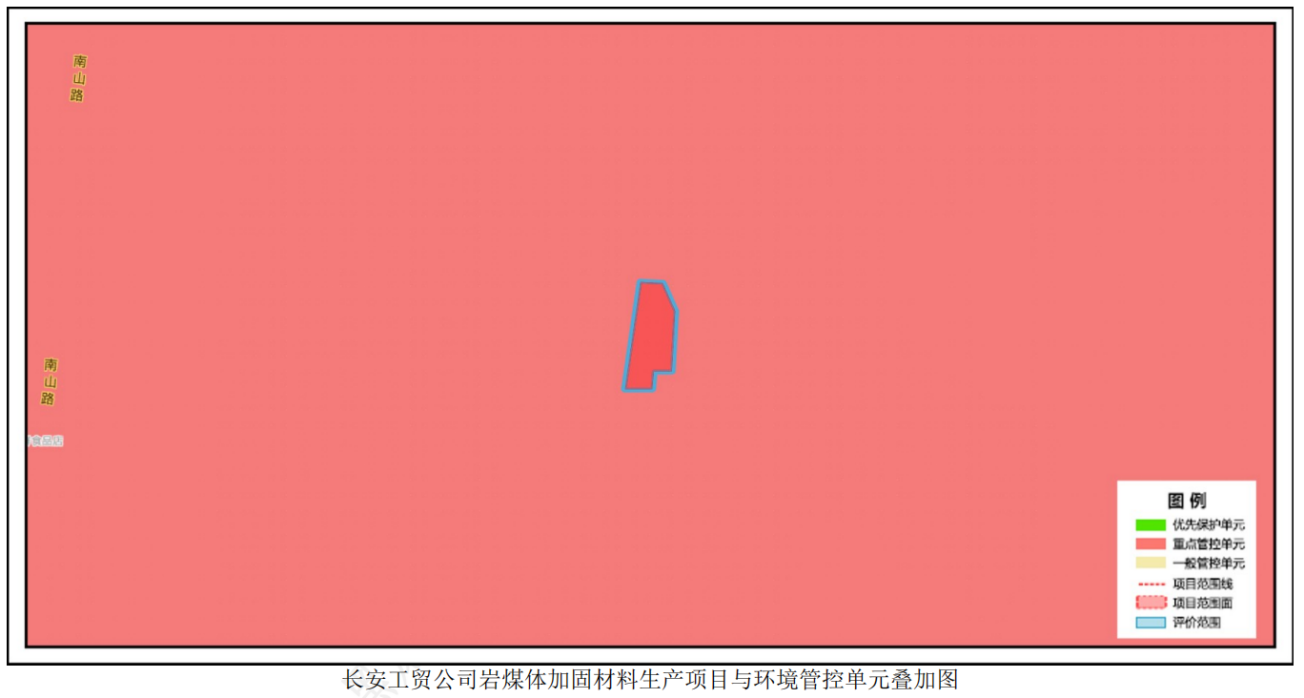 南山路
南山路
食品店
图例
优先保护单元
重点管控单元
一般管控单元
项目范围线
项目范围面
评价范围
长安工贸公司岩煤体加固材料生产项目与环境管控单元叠加图